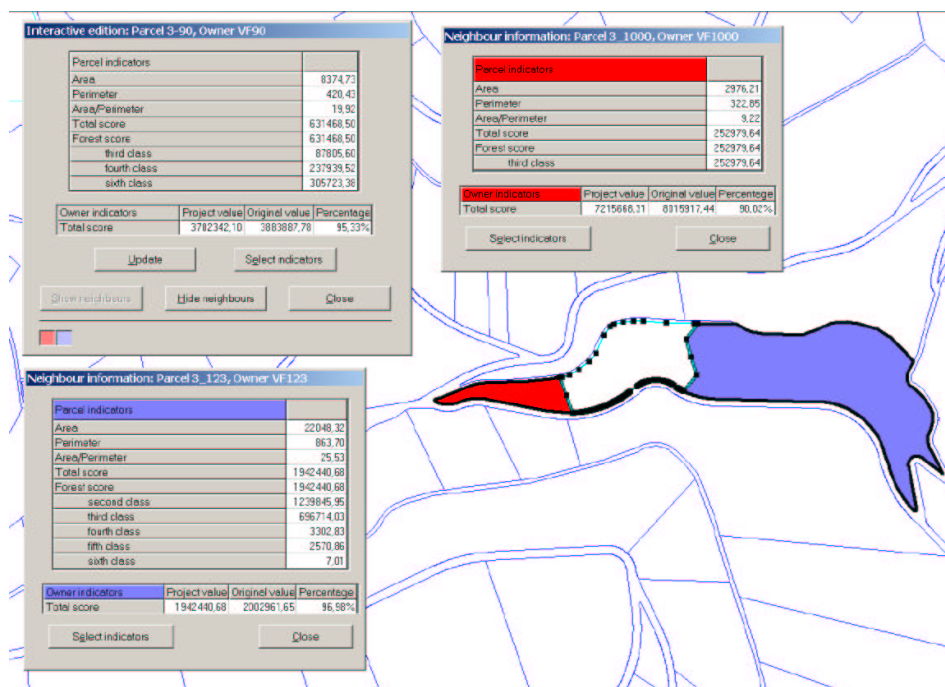 Interactive edition: Parcel 3-90, Owner VF90
Parcel indicators
Area 8374,73
Perimeter 420,43
Area/Perimeter 19,92
Total score 631468,50
Forest score 631468,50
third class 87805,60
fourth class 237939,52
sixth class 305723,38
Owner indicators Project value Original value Percentage
Total score 3702342,10 3883887,78 95,33%
Update Select indicators
Show neighbours Hide neighbours Close
Neighbour information: Parcel 3_1000, Owner VF1000
Parcel indicators
Area 2976,21
Perimeter 322,85
Area/Perimeter 9,22
Total score 252979,64
Forest score 252979,64
third class 252979,64
Owner indicators Project value Original value Percentage
Total score 7215668,31 8015917,44 90,02%
Select indicators Close
Neighbour information: Parcel 3_123, Owner VF123
Parcel indicators
Area 22048,32
Perimeter 863,70
Area/Perimeter 25,53
Total score 1942440,68
Forest score 1942440,68
second class 1239845,95
third class 696714,03
fourth class 3302,83
fifth class 2570,86
sixth class 7,01
Owner indicators Project value Original value Percentage
Total score 1942440,68 2002961,65 96,98%
Select indicators Close